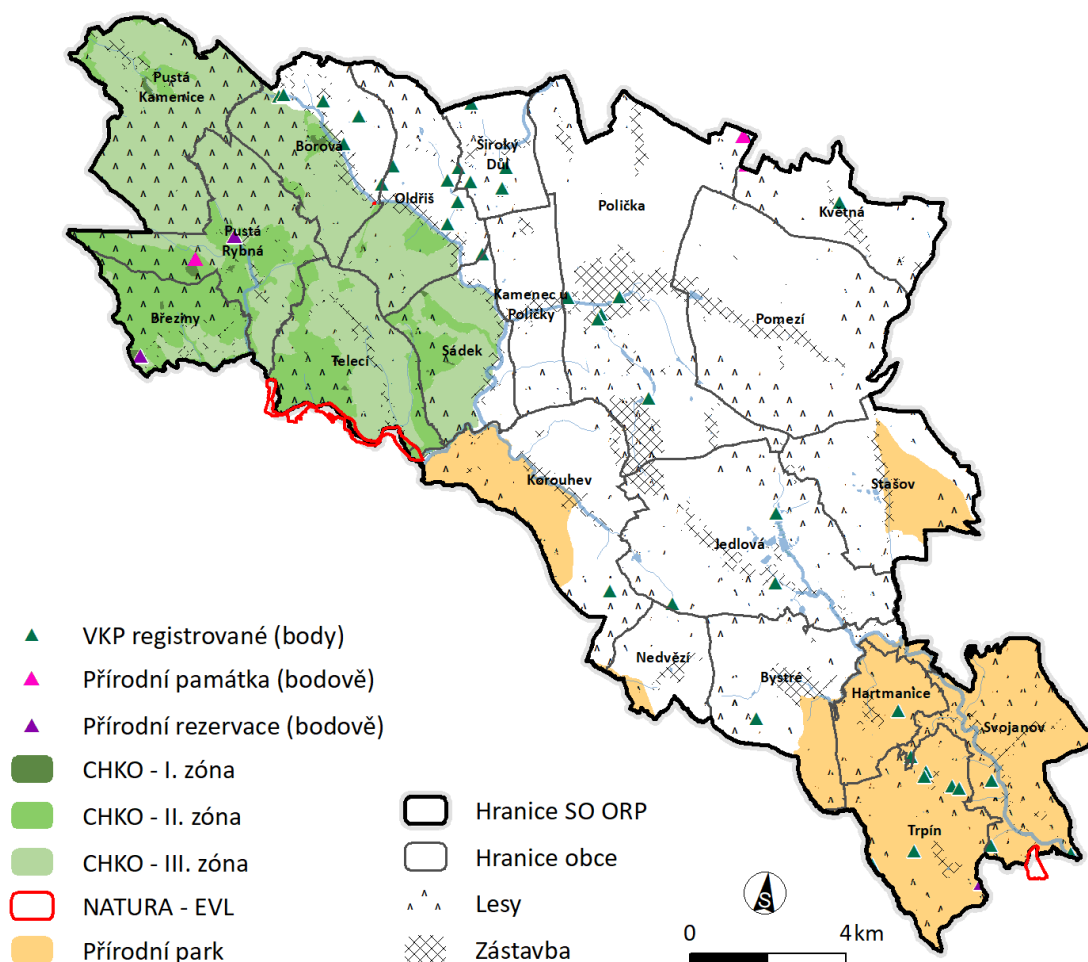 Pustá
Kamenice
Borová
Široký
Důl
Oldřiš
Polička
Květná
Pustá
Rybná
Kamenec u
Poličky
Březiny
Pomezí
Telecí
Sádek
Korouhev
Stašov
Jedlová
Nedvězí
Bystré
Hartmanice
Svojanov
Trpín
VKP registrované (body)
Přírodní památka (bodově)
Přírodní rezervace (bodově)
CHKO - I. zóna
CHKO - II. zóna
CHKO - III. zóna
NATURA - EVL
Přírodní park
Hranice SO ORP
Hranice obce
Lesy
Zástavba
S
0 4 km